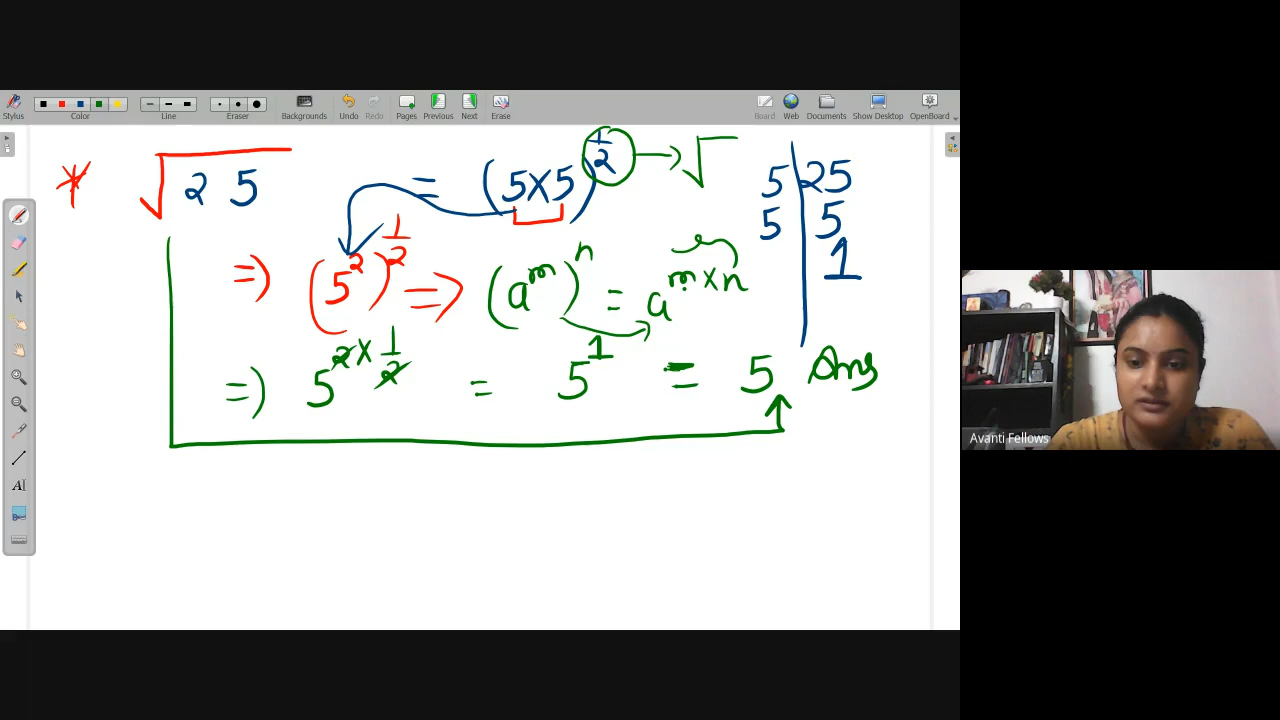 Stylus Color Line Eraser Backgrounds Undo Redo Pages Previous Next Erase Board Web Documents Show Desktop OpenBoard
* √25 = (5×5)^1/2 → √
5 | 25
5 | 5
1
⇒ (5²)^1/2 ⇒ (a^m)^n = a^m×n
⇒ 5^2×1/2 = 5^1 = 5 Ans
Avanti Fellows